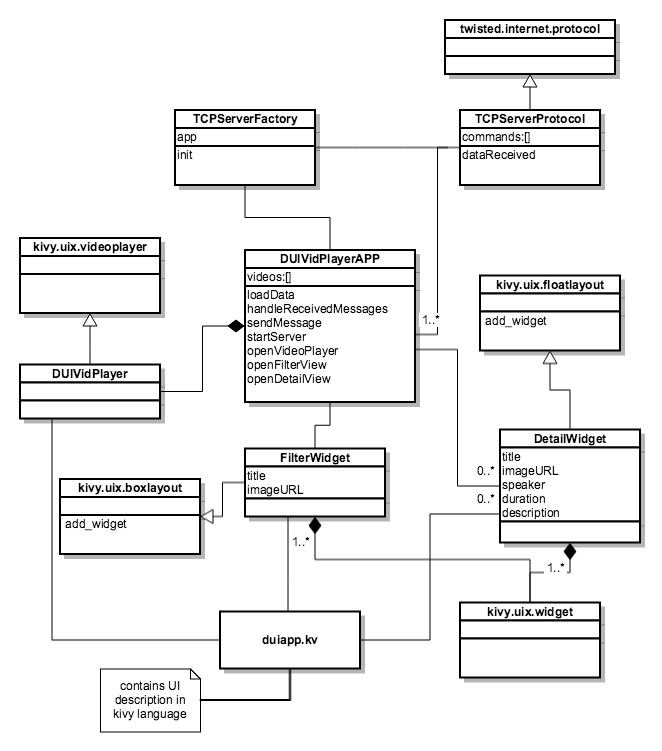 twisted.internet.protocol
TCPServerFactory
app
init
TCPServerProtocol
commands:[]
dataReceived
kivy.uix.videoplayer
DUIVidPlayerAPP
videos:[]
loadData
handleReceivedMessages
sendMessage
startServer
openVideoPlayer
openFilterView
openDetailView
1..*
kivy.uix.floatlayout
add_widget
DUIVidPlayer
DetailWidget
title
imageURL
speaker
duration
description
0..*
0..*
FilterWidget
title
imageURL
kivy.uix.boxlayout
add_widget
1..*
1..*
kivy.uix.widget
duiapp.kv
contains UI
description in
kivy language